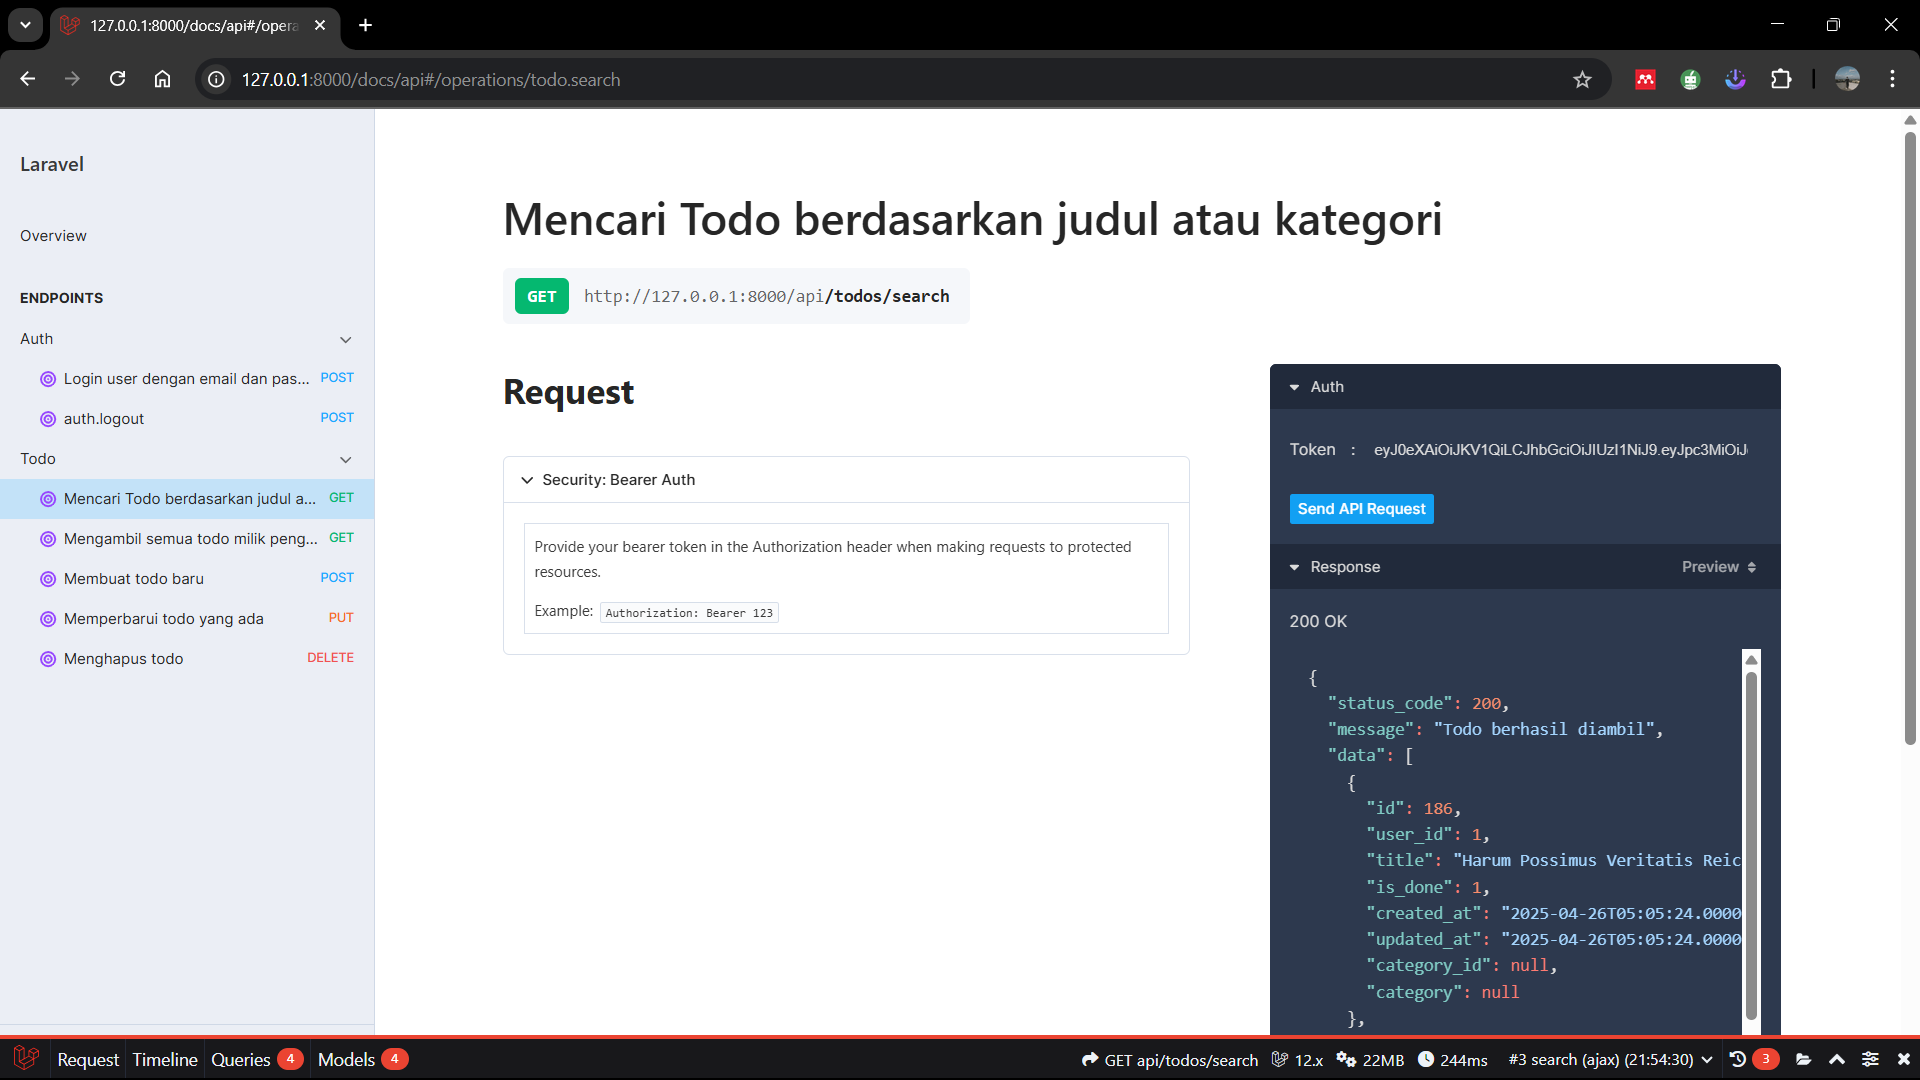 127.0.0.1:8000/docs/api#/opera
127.0.0.1:8000/docs/api#/operations/todo.search
Laravel
Overview
ENDPOINTS
Auth
Login user dengan email dan pas... POST
auth.logout POST
Todo
Mencari Todo berdasarkan judul a... GET
Mengambil semua todo milik peng... GET
Membuat todo baru POST
Memperbarui todo yang ada PUT
Menghapus todo DELETE
Mencari Todo berdasarkan judul atau kategori
GET http://127.0.0.1:8000/api/todos/search
Request
Security: Bearer Auth
Provide your bearer token in the Authorization header when making requests to protected
resources.
Example: Authorization: Bearer 123
Auth
Token : eyJ0eXAiOiJKV1QiLCJhbGciOiJIUzI1NiJ9.eyJpc3MiOiJ
Send API Request
Response Preview
200 OK
{
"status_code": 200,
"message": "Todo berhasil diambil",
"data": [
{
"id": 186,
"user_id": 1,
"title": "Harum Possimus Veritatis Reic
"is_done": 1,
"created_at": "2025-04-26T05:05:24.0000
"updated_at": "2025-04-26T05:05:24.0000
"category_id": null,
"category": null
},
Request Timeline Queries 4 Models 4 GET api/todos/search 12.x 22MB 244ms #3 search (ajax) (21:54:30) 3